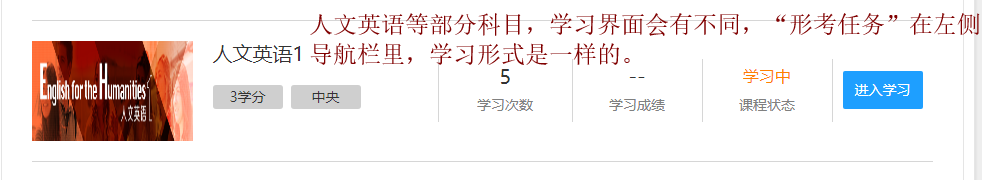 人文英语等部分科目，学习界面会有不同，“形考任务”在左侧
导航栏里，学习形式是一样的。
English for the Humanities
人文英语
人文英语1
3学分 中央
5
学习次数
--
学习成绩
学习中
课程状态
进入学习